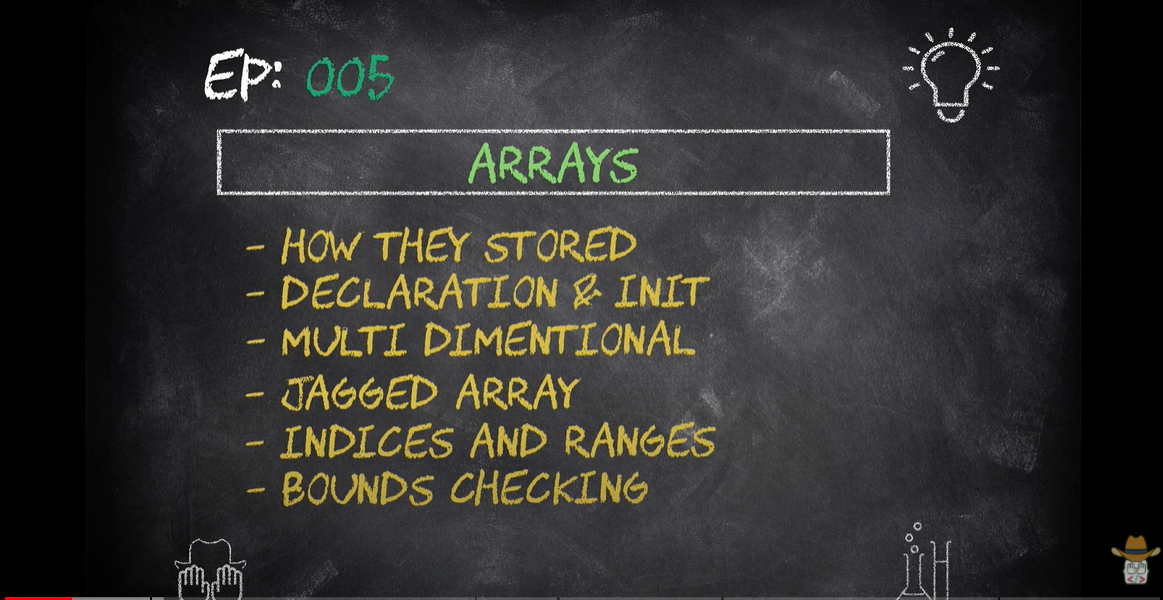 EP: 005
ARRAYS
- HOW THEY STORED
- DECLARATION & INIT
- MULTI DIMENTIONAL
- JAGGED ARRAY
- INDICES AND RANGES
- BOUNDS CHECKING